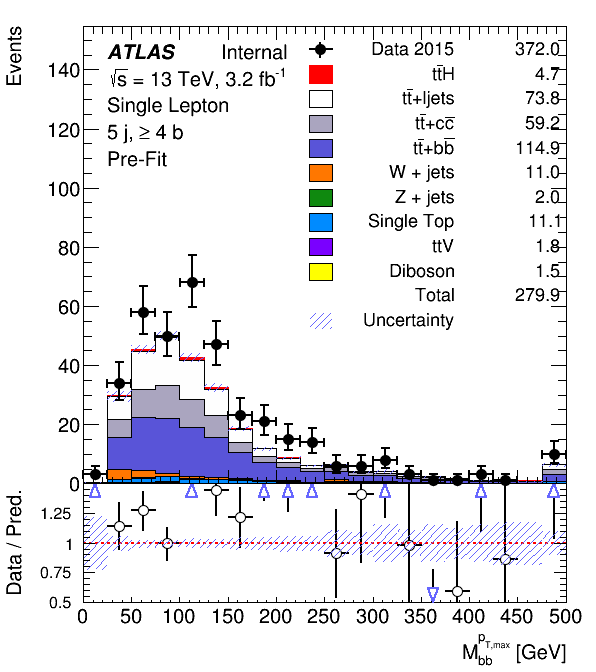 Events
ATLAS Internal
√s = 13 TeV, 3.2 fb⁻¹
Single Lepton
5 j, ≥ 4 b
Pre-Fit
Data 2015 372.0
tt̄H 4.7
tt̄+ljets 73.8
tt̄+cc̄ 59.2
tt̄+bb̄ 114.9
W + jets 11.0
Z + jets 2.0
Single Top 11.1
ttV 1.8
Diboson 1.5
Total 279.9
Uncertainty
140
120
100
80
60
40
20
0
Data / Pred.
1.25
1
0.75
0.5
0 50 100 150 200 250 300 350 400 450 500
M_bb^{p_T,max} [GeV]